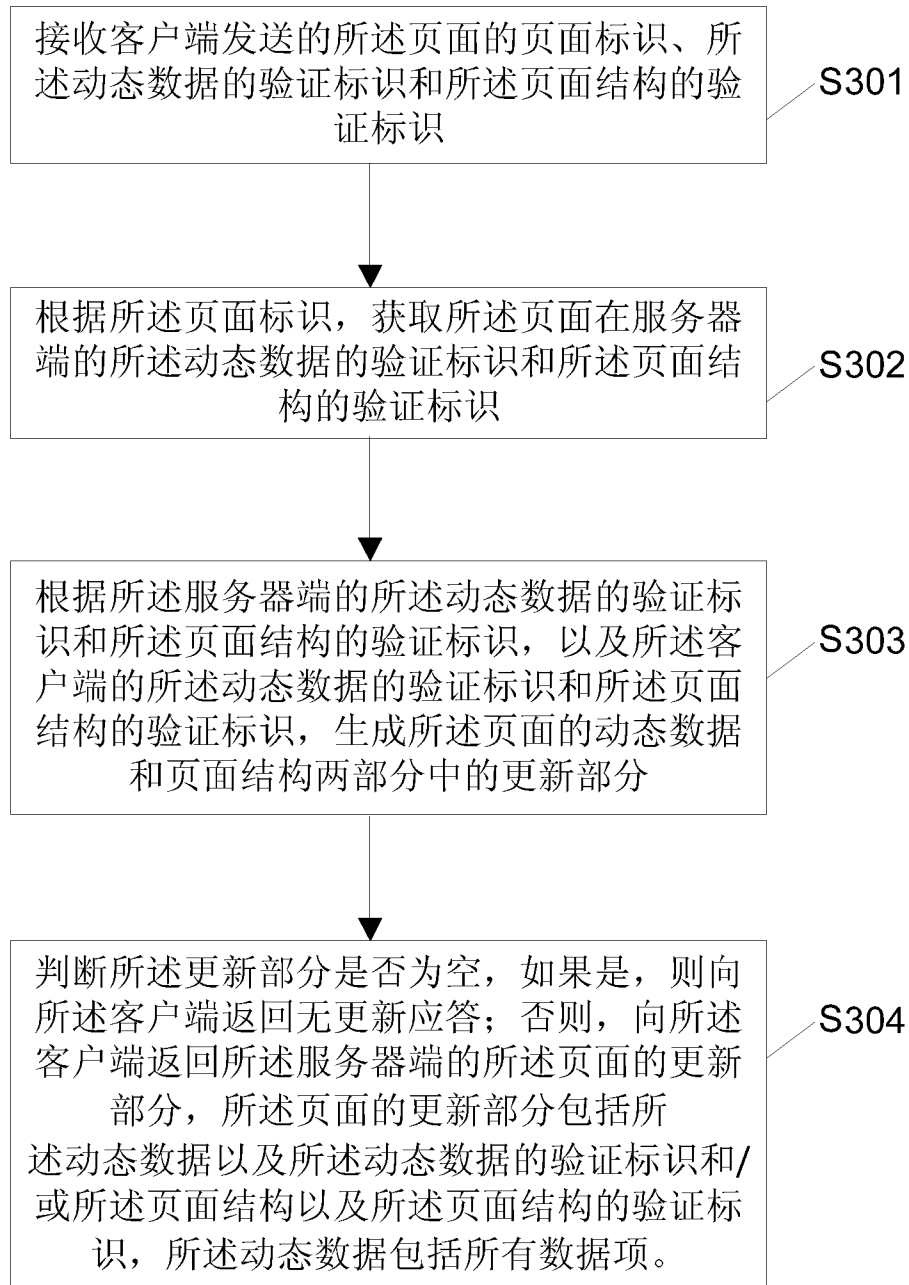 接收客户端发送的所述页面的页面标识、所
述动态数据的验证标识和所述页面结构的验
证标识
S301
根据所述页面标识，获取所述页面在服务器
端的所述动态数据的验证标识和所述页面结
构的验证标识
S302
根据所述服务器端的所述动态数据的验证标
识和所述页面结构的验证标识，以及所述客
户端的所述动态数据的验证标识和所述页面
结构的验证标识，生成所述页面的动态数据
和页面结构两部分中的更新部分
S303
判断所述更新部分是否为空，如果是，则向
所述客户端返回无更新应答；否则，向所述
客户端返回所述服务器端的所述页面的更新
部分，所述页面的更新部分包括所
述动态数据以及所述动态数据的验证标识和/
或所述页面结构以及所述页面结构的验证标
识，所述动态数据包括所有数据项。
S304